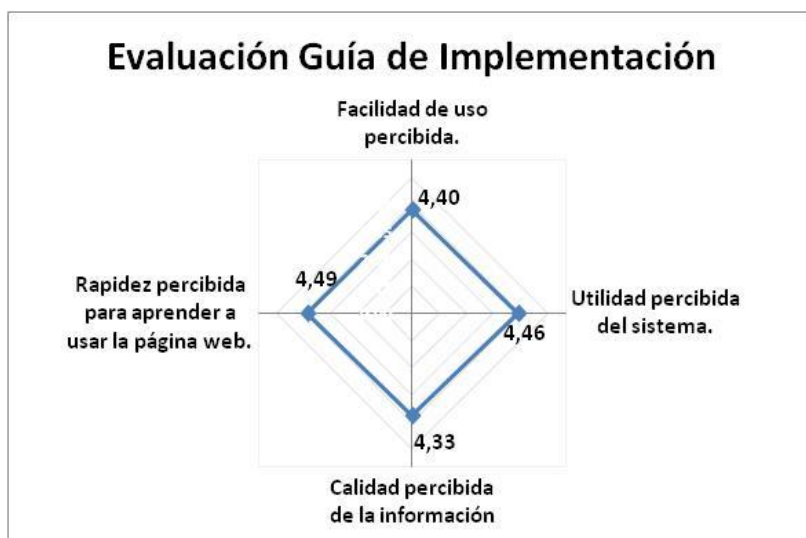 Evaluación Guía de Implementación
Facilidad de uso
percibida.
4,40
4,49
Rapidez percibida
para aprender a
usar la página web.
Utilidad percibida
del sistema.
4,46
4,33
Calidad percibida
de la información